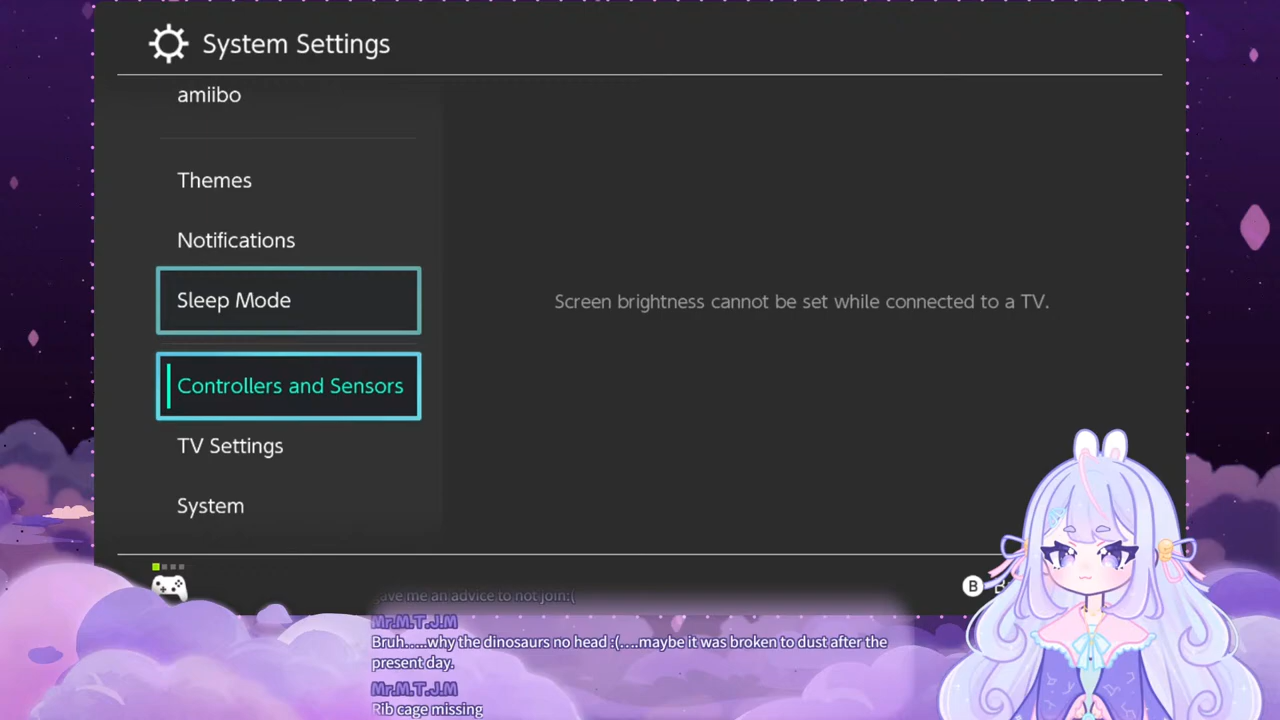 System Settings
amiibo
Themes
Notifications
Sleep Mode
Screen brightness cannot be set while connected to a TV.
Controllers and Sensors
TV Settings
System
B
ave me an advice to not join:(
Mr.M.T.J.M
Bruh.....why the dinosaurs no head :(....maybe it was broken to dust after the
present day.
Mr.M.T.J.M
Rib cage missing